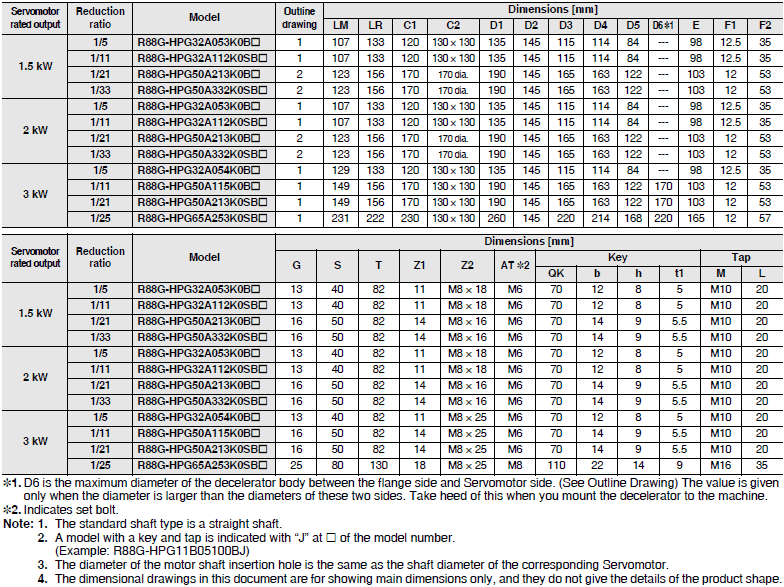 Servomotor rated output Reduction ratio Model Outline drawing Dimensions [mm]
LM LR C1 C2 D1 D2 D3 D4 D5 D6 *1 E F1 F2
1.5 kW 1/5 R88G-HPG32A053K0B□ 1 107 133 120 130 × 130 135 145 115 114 84 --- 98 12.5 35
1/11 R88G-HPG32A112K0SB□ 1 107 133 120 130 × 130 135 145 115 114 84 --- 98 12.5 35
1/21 R88G-HPG50A213K0B□ 2 123 156 170 170 dia. 190 145 165 163 122 --- 103 12 53
1/33 R88G-HPG50A332K0SB□ 2 123 156 170 170 dia. 190 145 165 163 122 --- 103 12 53
2 kW 1/5 R88G-HPG32A053K0B□ 1 107 133 120 130 × 130 135 145 115 114 84 --- 98 12.5 35
1/11 R88G-HPG32A112K0SB□ 1 107 133 120 130 × 130 135 145 115 114 84 --- 98 12.5 35
1/21 R88G-HPG50A213K0B□ 2 123 156 170 170 dia. 190 145 165 163 122 --- 103 12 53
1/33 R88G-HPG50A332K0SB□ 2 123 156 170 170 dia. 190 145 165 163 122 --- 103 12 53
3 kW 1/5 R88G-HPG32A054K0B□ 1 129 133 120 130 × 130 135 145 115 114 84 --- 98 12.5 35
1/11 R88G-HPG50A115K0B□ 1 149 156 170 130 × 130 190 145 165 163 122 170 103 12 53
1/21 R88G-HPG50A213K0SB□ 1 149 156 170 130 × 130 190 145 165 163 122 170 103 12 53
1/25 R88G-HPG65A253K0SB□ 1 231 222 230 130 × 130 260 145 220 214 168 220 165 12 57
Servomotor rated output Reduction ratio Model Dimensions [mm]
G S T Z1 Z2 AT *2 Key Tap
QK b h t1 M L
1.5 kW 1/5 R88G-HPG32A053K0B□ 13 40 82 11 M8 × 18 M6 70 12 8 5 M10 20
1/11 R88G-HPG32A112K0SB□ 13 40 82 11 M8 × 18 M6 70 12 8 5 M10 20
1/21 R88G-HPG50A213K0B□ 16 50 82 14 M8 × 16 M6 70 14 9 5.5 M10 20
1/33 R88G-HPG50A332K0SB□ 16 50 82 14 M8 × 16 M6 70 14 9 5.5 M10 20
2 kW 1/5 R88G-HPG32A053K0B□ 13 40 82 11 M8 × 18 M6 70 12 8 5 M10 20
1/11 R88G-HPG32A112K0SB□ 13 40 82 11 M8 × 18 M6 70 12 8 5 M10 20
1/21 R88G-HPG50A213K0B□ 16 50 82 14 M8 × 16 M6 70 14 9 5.5 M10 20
1/33 R88G-HPG50A332K0SB□ 16 50 82 14 M8 × 16 M6 70 14 9 5.5 M10 20
3 kW 1/5 R88G-HPG32A054K0B□ 13 40 82 11 M8 × 25 M6 70 12 8 5 M10 20
1/11 R88G-HPG50A115K0B□ 16 50 82 14 M8 × 25 M6 70 14 9 5.5 M10 20
1/21 R88G-HPG50A213K0SB□ 16 50 82 14 M8 × 25 M6 70 14 9 5.5 M10 20
1/25 R88G-HPG65A253K0SB□ 25 80 130 18 M8 × 25 M8 110 22 14 9 M16 35
*1. D6 is the maximum diameter of the decelerator body between the flange side and Servomotor side. (See Outline Drawing) The value is given
only when the diameter is larger than the diameters of these two sides. Take heed of this when you mount the decelerator to the machine.
*2. Indicates set bolt.
Note: 1. The standard shaft type is a straight shaft.
2. A model with a key and tap is indicated with “J” at □ of the model number.
(Example: R88G-HPG11B05100BJ)
3. The diameter of the motor shaft insertion hole is the same as the shaft diameter of the corresponding Servomotor.
4. The dimensional drawings in this document are for showing main dimensions only, and they do not give the details of the product shape.